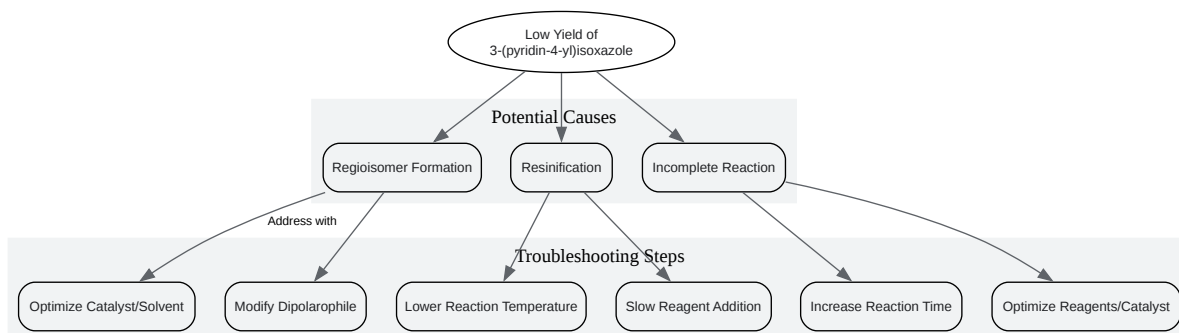 Low Yield of
3-(pyridin-4-yl)isoxazole
Potential Causes
Regioisomer Formation
Resinification
Incomplete Reaction
Address with
Troubleshooting Steps
Optimize Catalyst/Solvent
Modify Dipolarophile
Lower Reaction Temperature
Slow Reagent Addition
Increase Reaction Time
Optimize Reagents/Catalyst